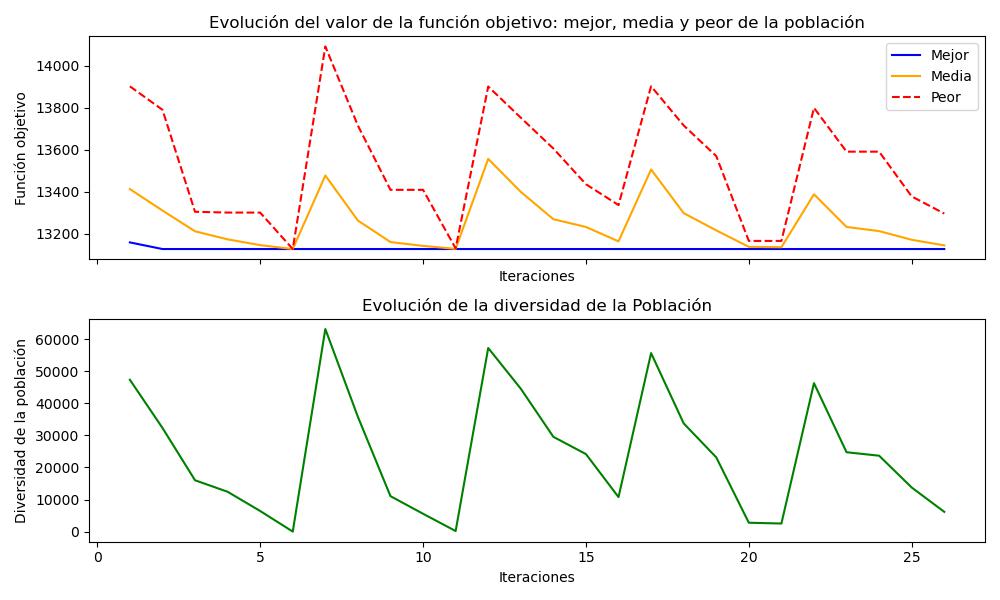 Evolución del valor de la función objetivo: mejor, media y peor de la población
Función objetivo
14000
13800
13600
13400
13200
Mejor
Media
Peor
Iteraciones
Evolución de la diversidad de la Población
Diversidad de la población
60000
50000
40000
30000
20000
10000
0
0 5 10 15 20 25
Iteraciones